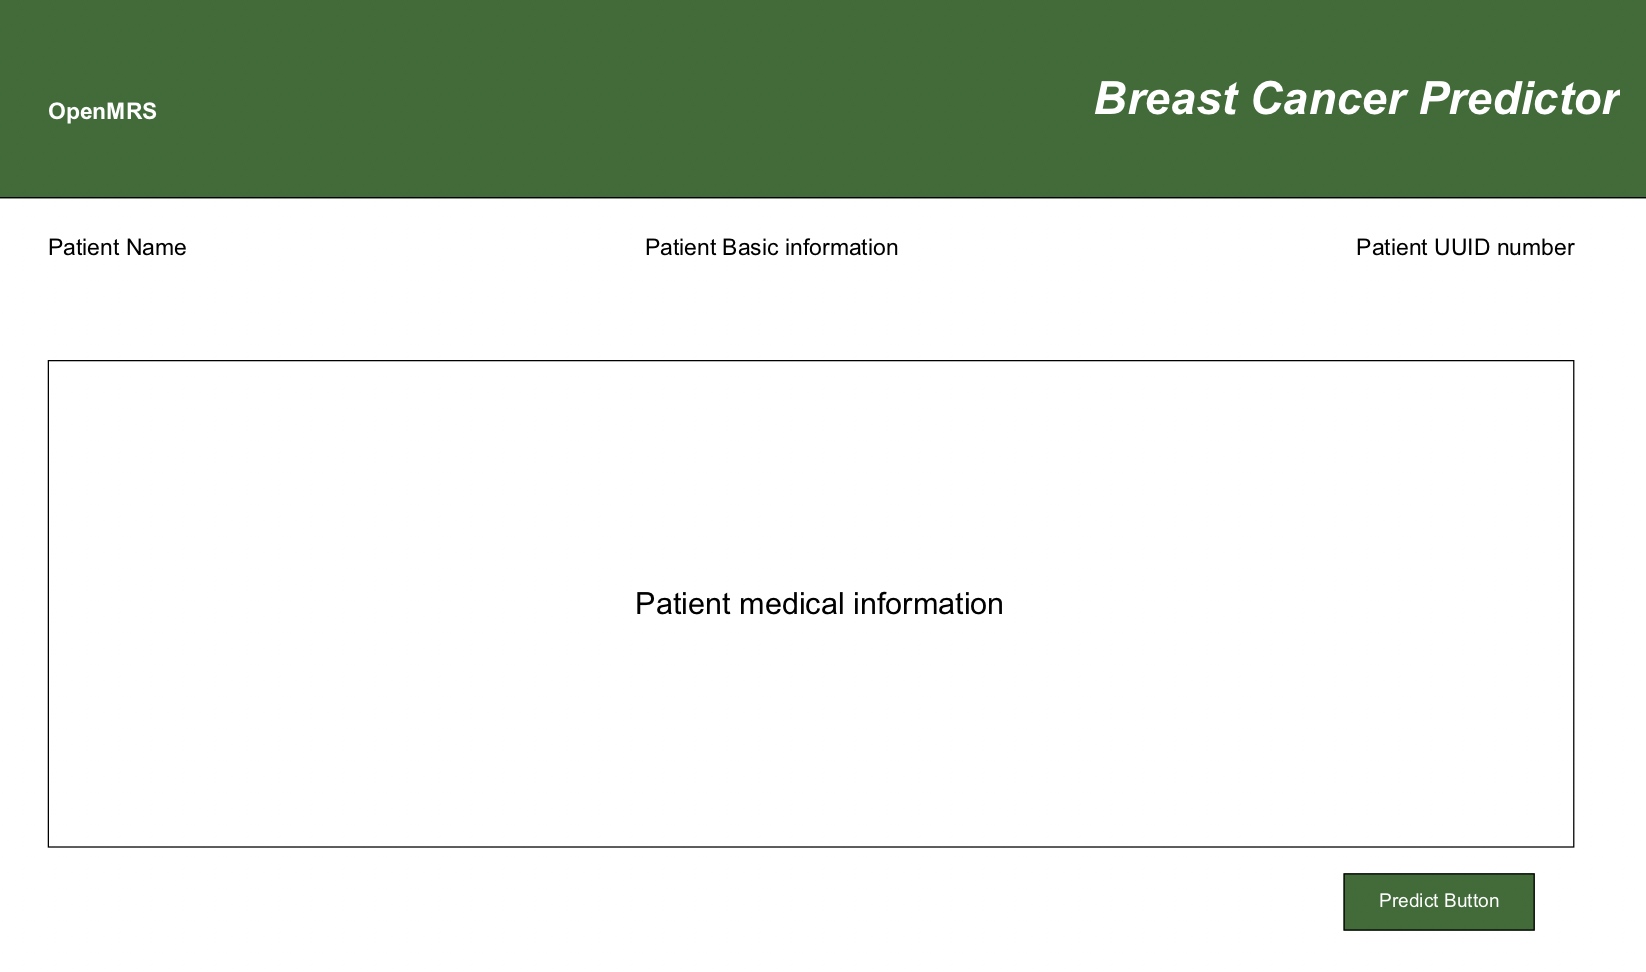 OpenMRS
Breast Cancer Predictor
Patient Name
Patient Basic information
Patient UUID number
Patient medical information
Predict Button